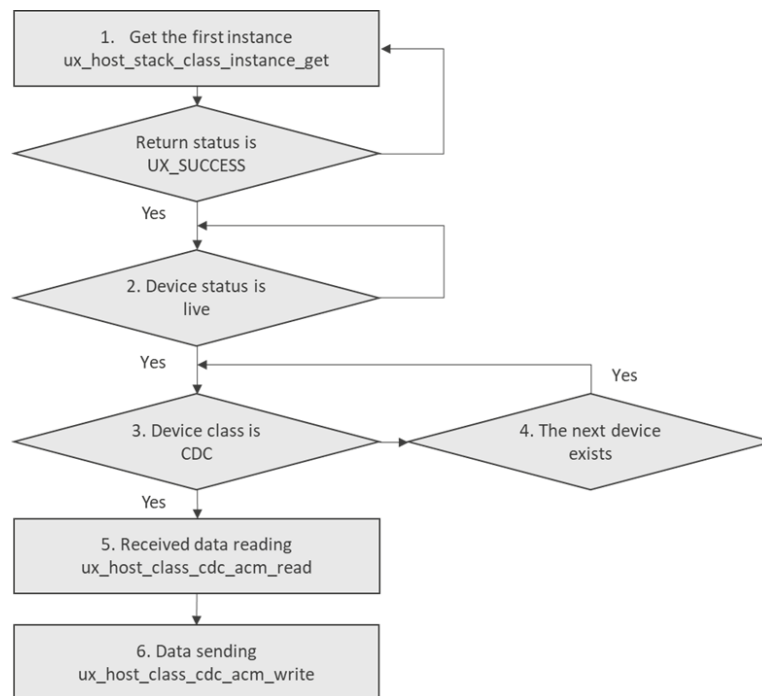 1. Get the first instance
ux_host_stack_class_instance_get
Return status is
UX_SUCCESS
Yes
2. Device status is
live
Yes
Yes
3. Device class is
CDC
4. The next device
exists
Yes
5. Received data reading
ux_host_class_cdc_acm_read
6. Data sending
ux_host_class_cdc_acm_write